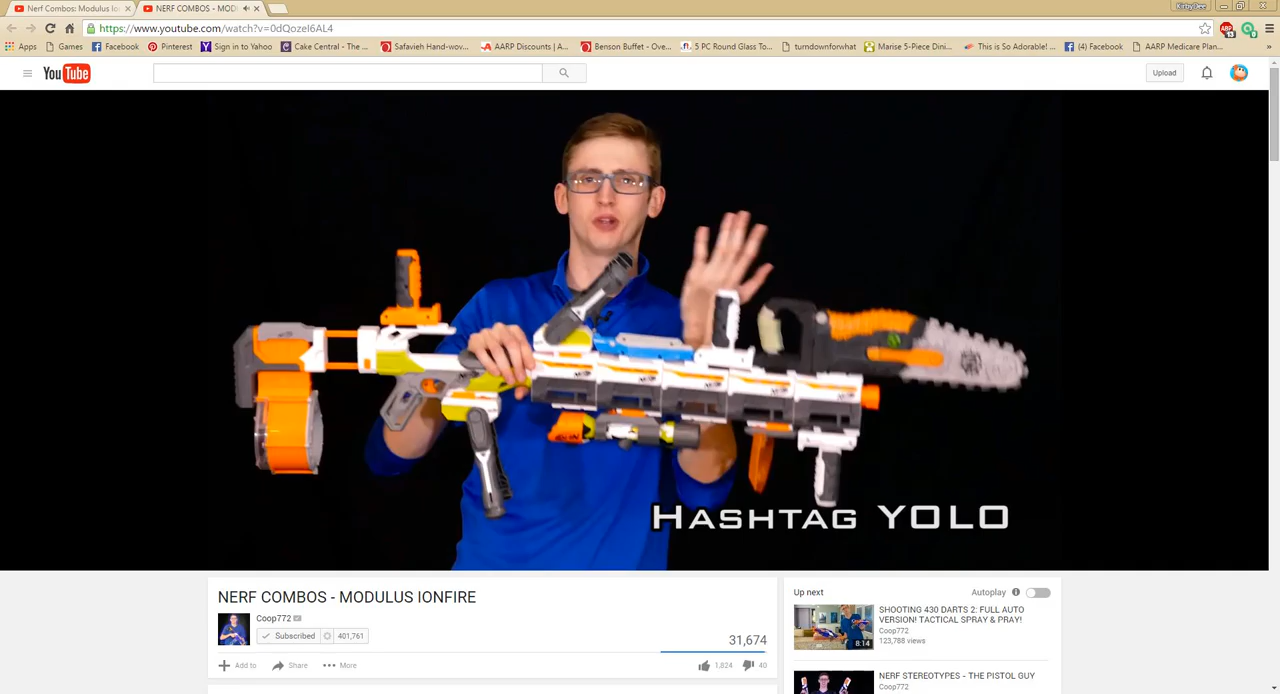 Nerf Combos: Modulus Ion
NERF COMBOS - MOD
KirbyDee
https://www.youtube.com/watch?v=0dQozeI6AL4
Apps
Games
Facebook
Pinterest
Sign in to Yahoo
Cake Central - The ...
Safavieh Hand-wov...
AARP Discounts | A...
Benson Buffet - Ove...
5 PC Round Glass To...
turndownforwhat
Marise 5-Piece Dini...
This is So Adorable! ...
(4) Facebook
AARP Medicare Plan...
YouTube
Upload
HASHTAG YOLO
NERF COMBOS - MODULUS IONFIRE
Coop772
Subscribed 401,761
31,674
Add to Share More
1,824 40
Up next
Autoplay
SHOOTING 430 DARTS 2: FULL AUTO
VERSION! TACTICAL SPRAY & PRAY!
Coop772
123,788 views
8:14
NERF STEREOTYPES - THE PISTOL GUY
Coop772